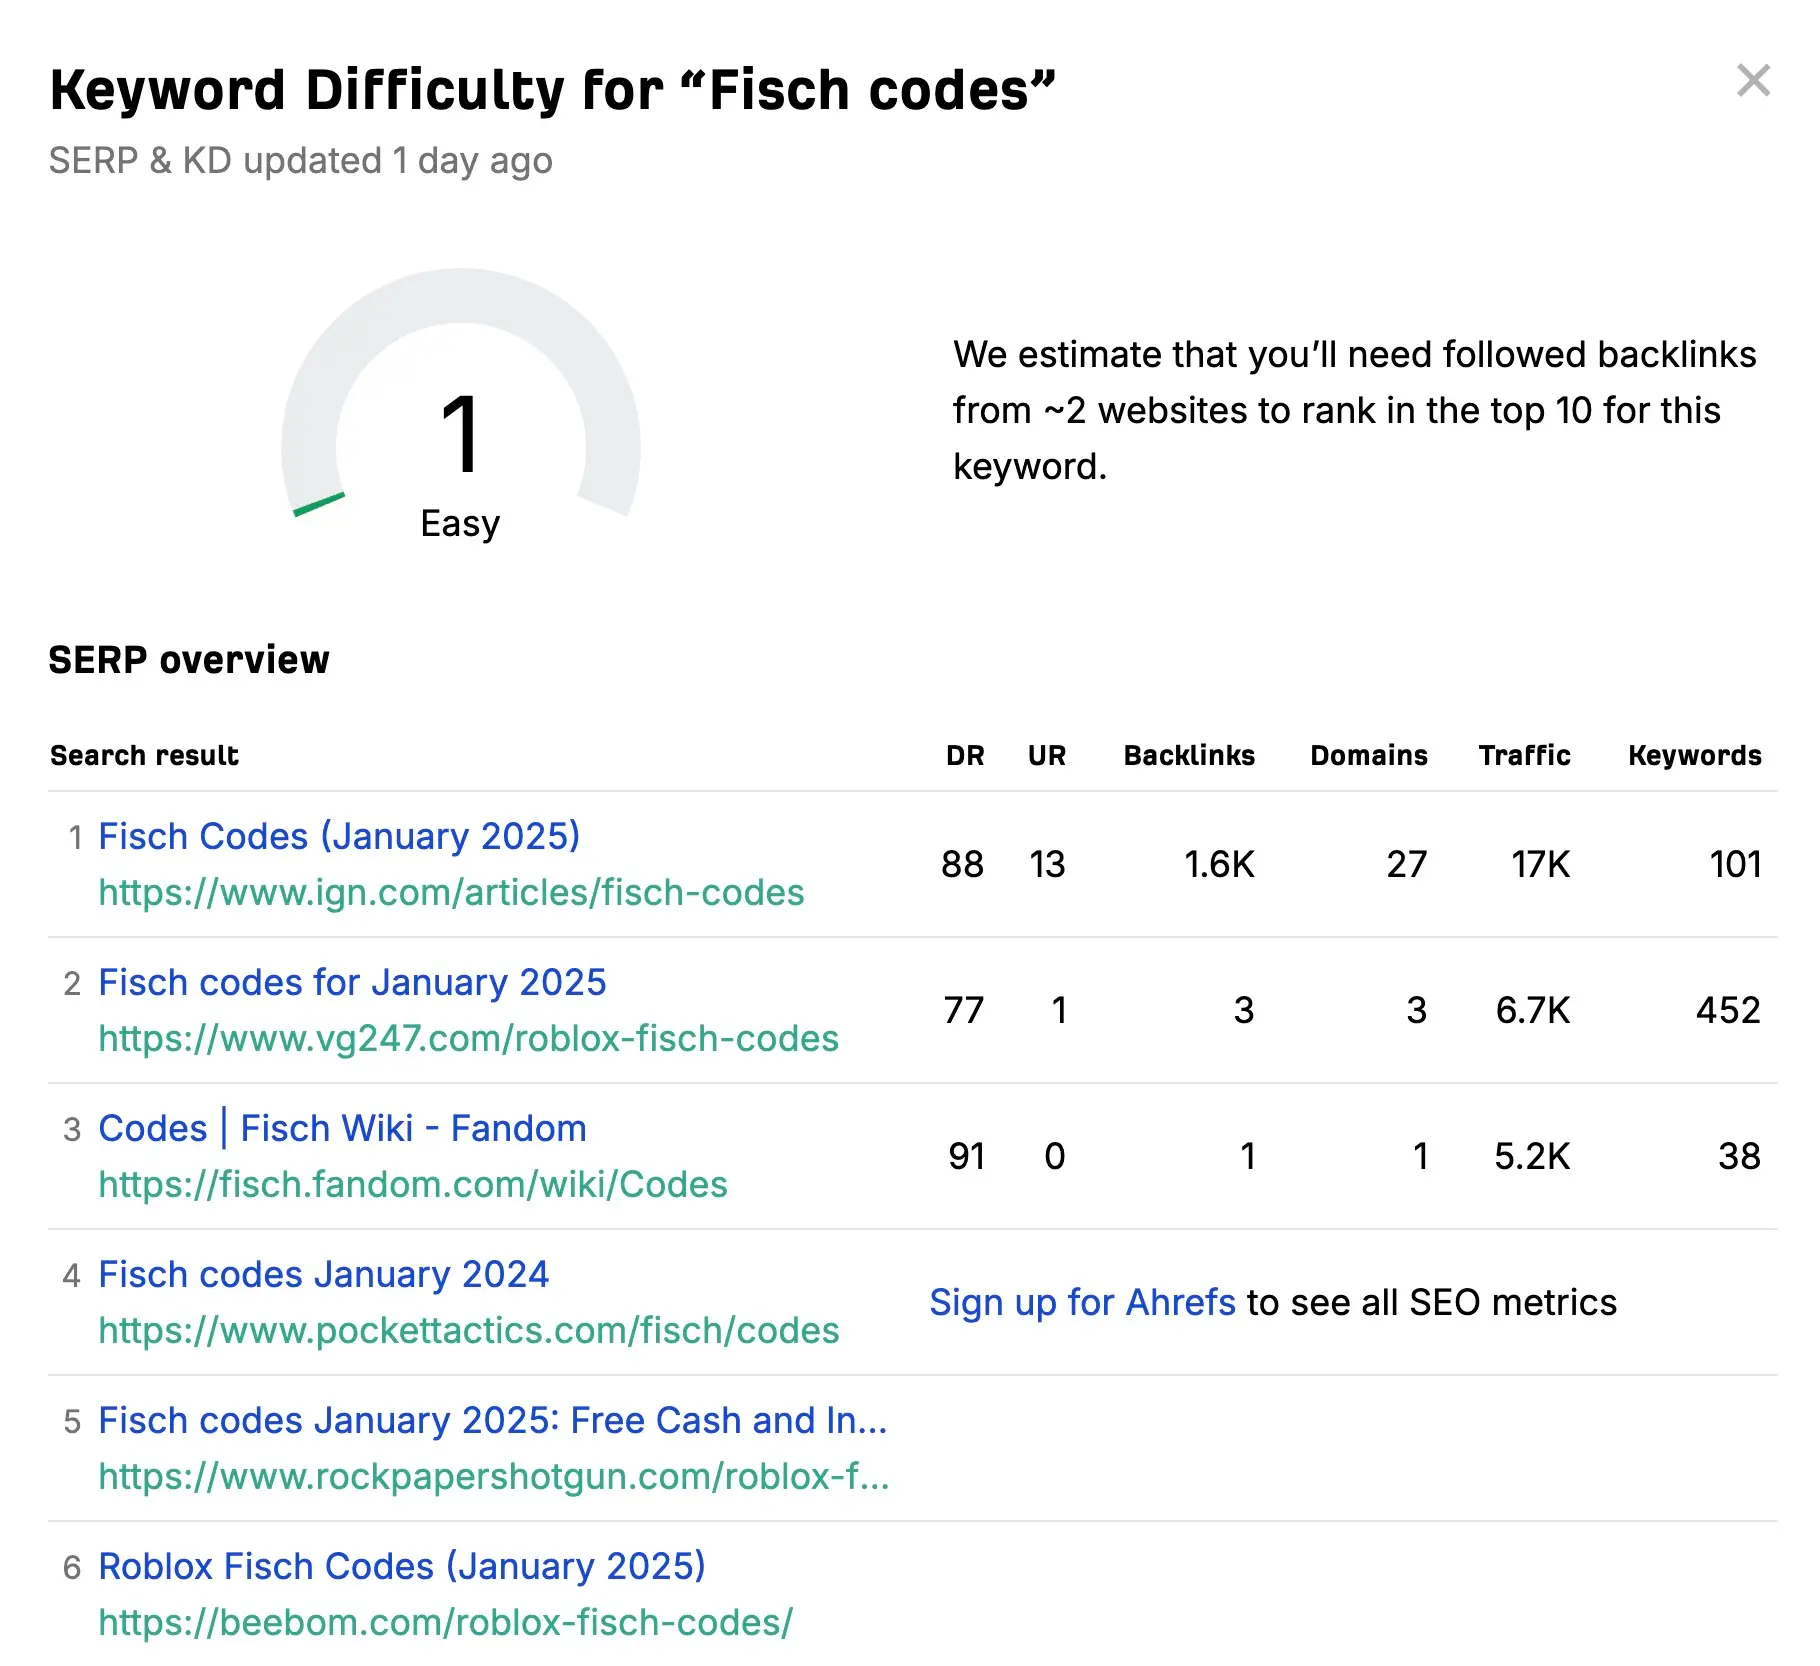 Keyword Difficulty for “Fisch codes”
SERP & KD updated 1 day ago
1
Easy
We estimate that you’ll need followed backlinks
from ~2 websites to rank in the top 10 for this
keyword.
SERP overview
Search result DR UR Backlinks Domains Traffic Keywords
1 Fisch Codes (January 2025)
https://www.ign.com/articles/fisch-codes
88 13 1.6K 27 17K 101
2 Fisch codes for January 2025
https://www.vg247.com/roblox-fisch-codes
77 1 3 3 6.7K 452
3 Codes | Fisch Wiki - Fandom
https://fisch.fandom.com/wiki/Codes
91 0 1 1 5.2K 38
4 Fisch codes January 2024
https://www.pockettactics.com/fisch/codes
Sign up for Ahrefs to see all SEO metrics
5 Fisch codes January 2025: Free Cash and In...
https://www.rockpapershotgun.com/roblox-f...
6 Roblox Fisch Codes (January 2025)
https://beebom.com/roblox-fisch-codes/